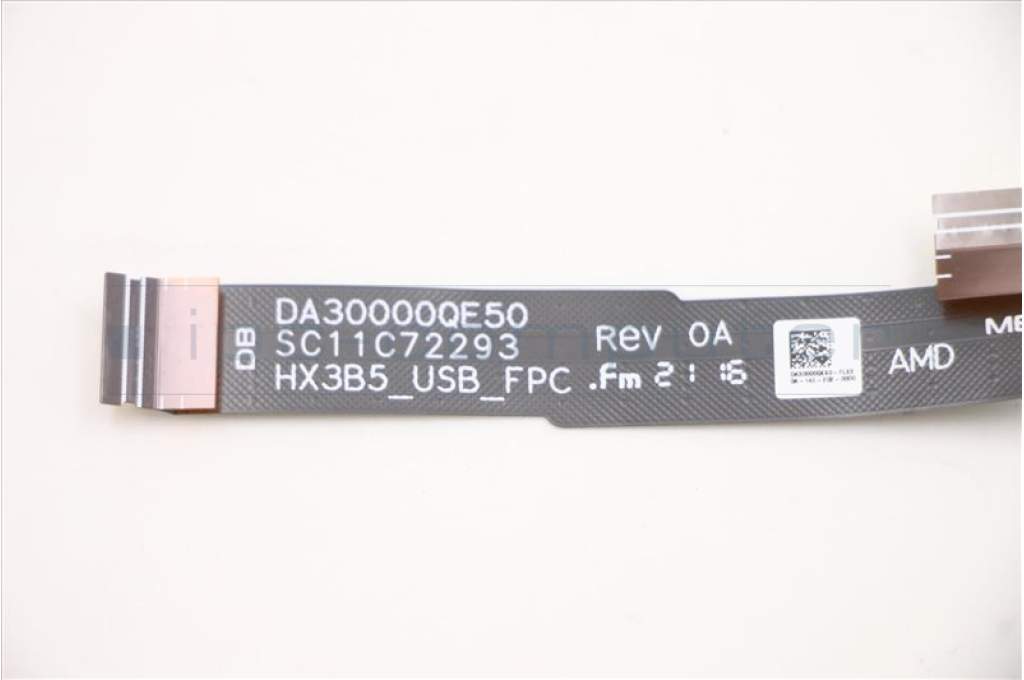 DB
DA30000QE50
SC11C72293
HX3B5_USB_FPC
Rev 0A
.Fm 21 16
AMD